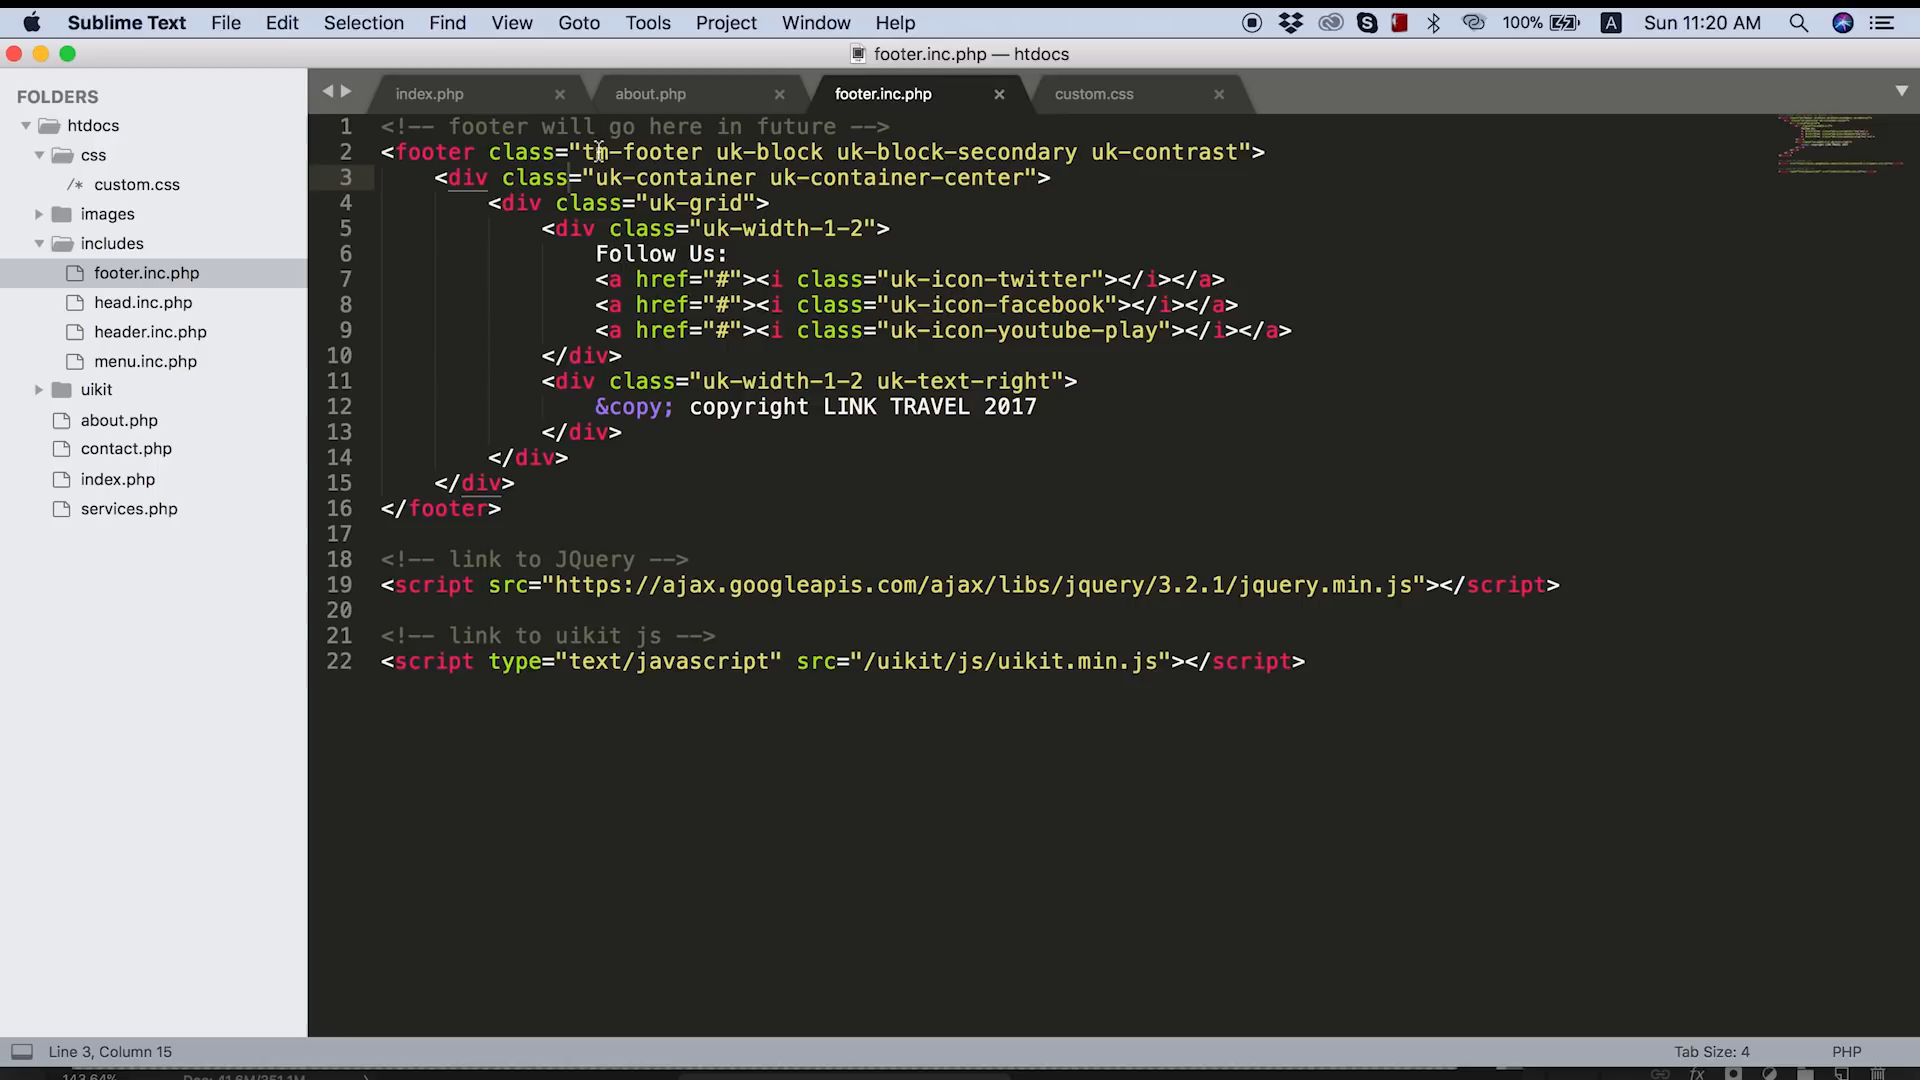 Sublime Text File Edit Selection Find View Goto Tools Project Window Help 100% A Sun 11:20 AM
footer.inc.php — htdocs
FOLDERS
htdocs
css
/* custom.css
images
includes
footer.inc.php
head.inc.php
header.inc.php
menu.inc.php
uikit
about.php
contact.php
index.php
services.php
index.php about.php footer.inc.php custom.css
1 <!-- footer will go here in future -->
2 <footer class="tm-footer uk-block uk-block-secondary uk-contrast">
3 <div class="uk-container uk-container-center">
4 <div class="uk-grid">
5 <div class="uk-width-1-2">
6 Follow Us:
7 <a href="#"><i class="uk-icon-twitter"></i></a>
8 <a href="#"><i class="uk-icon-facebook"></i></a>
9 <a href="#"><i class="uk-icon-youtube-play"></i></a>
10 </div>
11 <div class="uk-width-1-2 uk-text-right">
12 &copy; copyright LINK TRAVEL 2017
13 </div>
14 </div>
15 </div>
16 </footer>
17
18 <!-- link to JQuery -->
19 <script src="https://ajax.googleapis.com/ajax/libs/jquery/3.2.1/jquery.min.js"></script>
20
21 <!-- link to uikit js -->
22 <script type="text/javascript" src="/uikit/js/uikit.min.js"></script>
Line 3, Column 15 Tab Size: 4 PHP